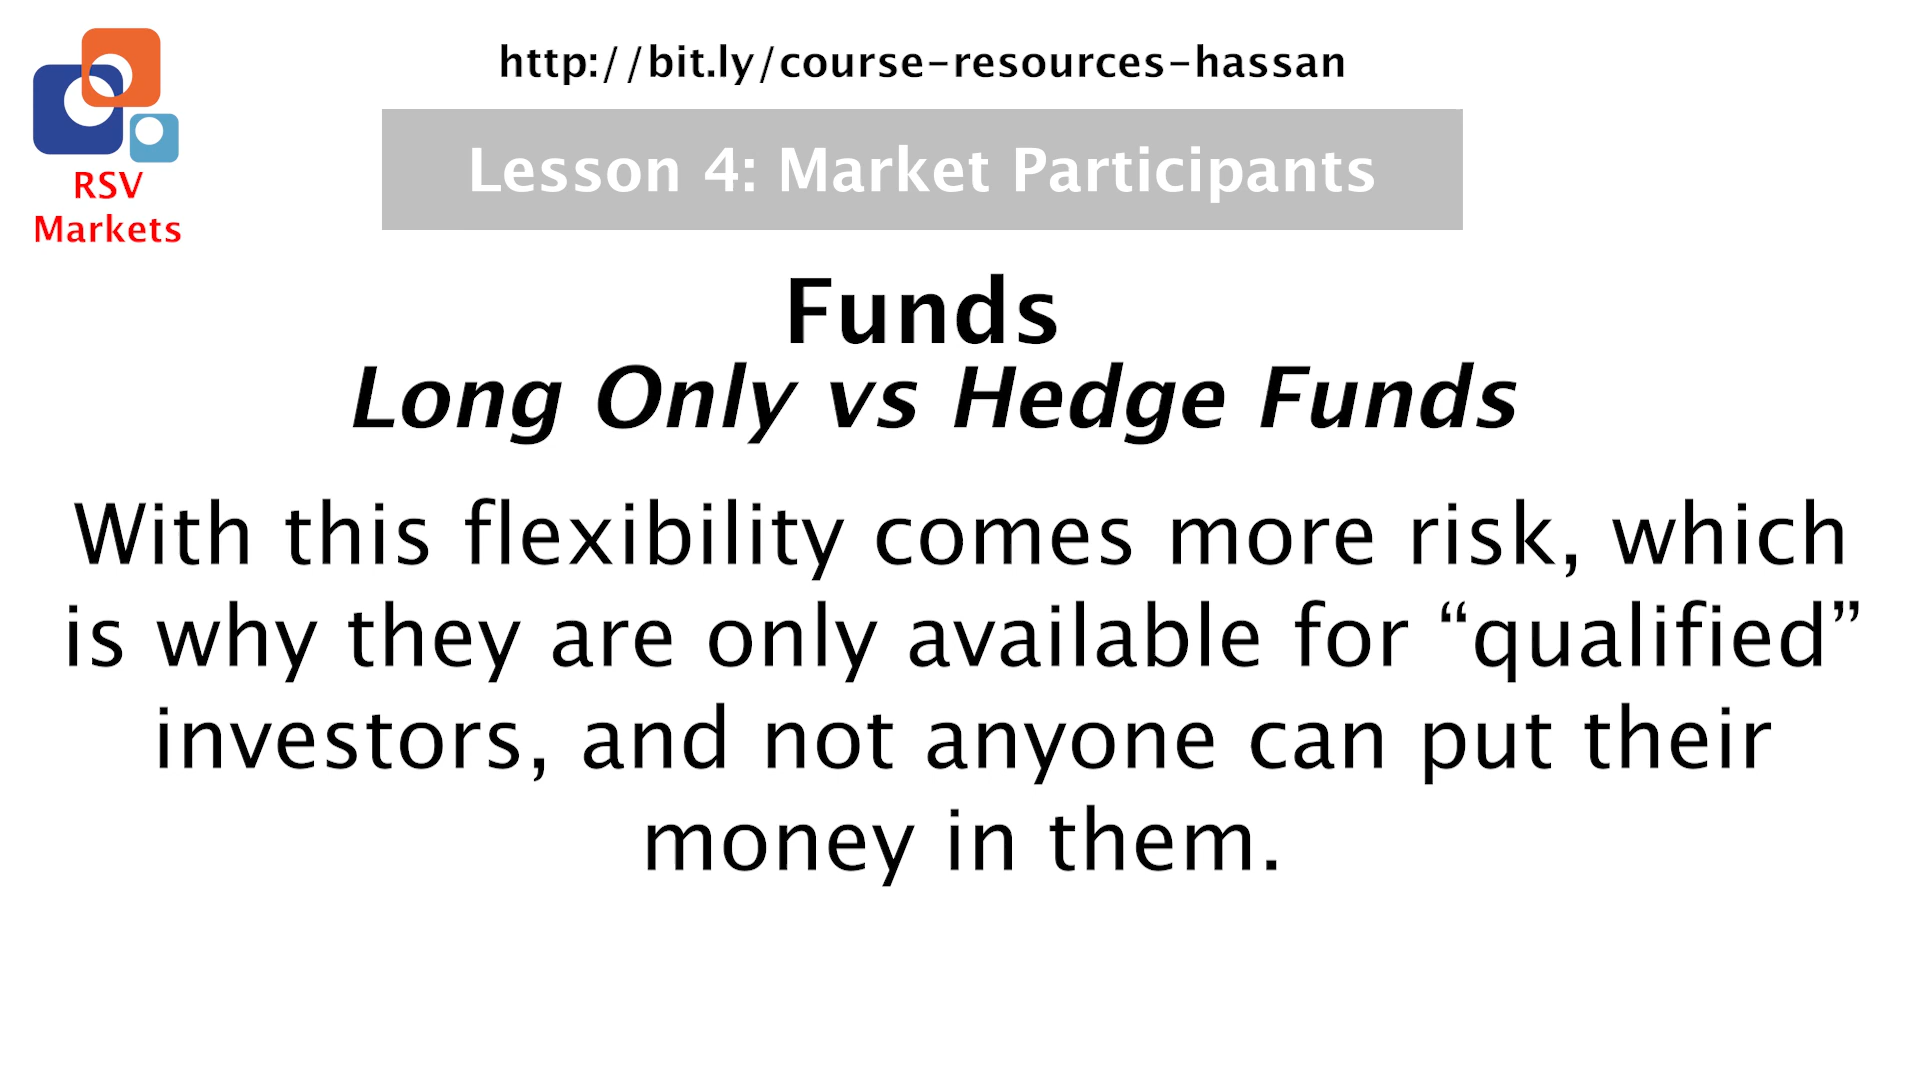 http://bit.ly/course-resources-hassan
RSV
Markets
Lesson 4: Market Participants
Funds
Long Only vs Hedge Funds
With this flexibility comes more risk, which
is why they are only available for “qualified”
investors, and not anyone can put their
money in them.